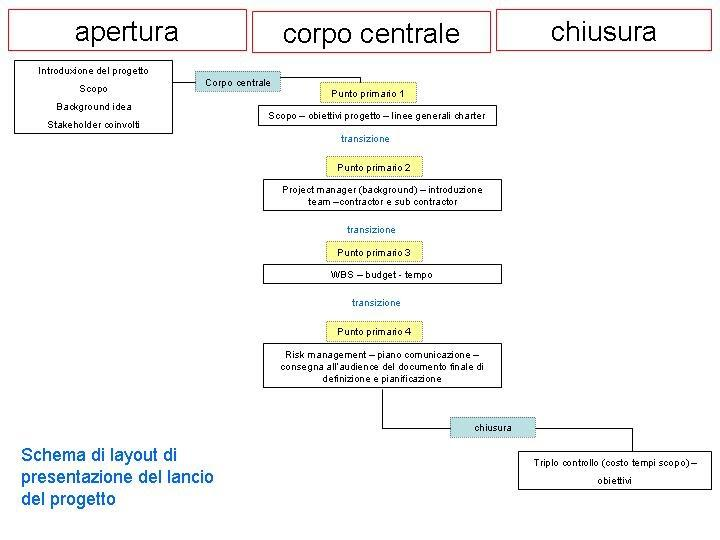 apertura
corpo centrale
chiusura
Introduxione del progetto
Scopo
Background idea
Stakeholder coinvolti
Corpo centrale
Punto primario 1
Scopo – obiettivi progetto – linee generali charter
transizione
Punto primario 2
Project manager (background) – introduzione
team –contractor e sub contractor
transizione
Punto primario 3
WBS – budget - tempo
transizione
Punto primario 4
Risk management – piano comunicazione –
consegna all'audience del documento finale di
definizione e pianificazione
chiusura
Triplo controllo (costo tempi scopo) –
obiettivi
Schema di layout di
presentazione del lancio
del progetto